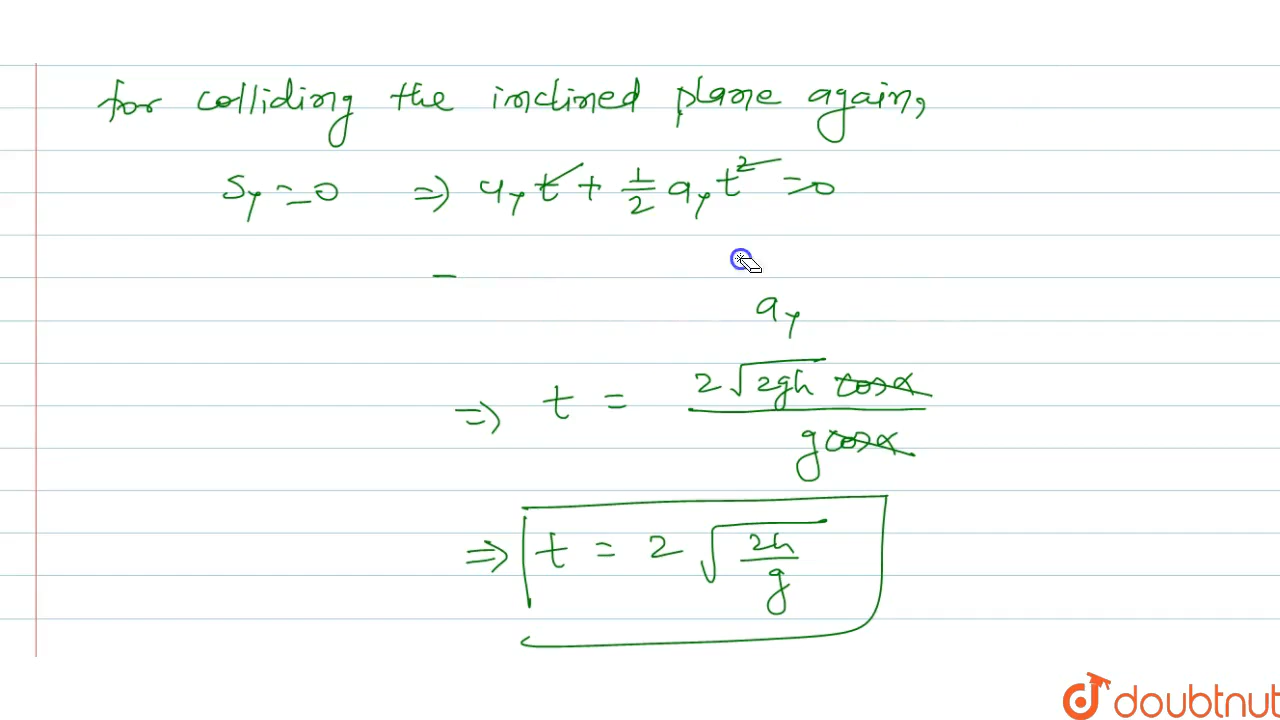 for colliding the inclined plane again,
Sy = 0 ⇒ uy t + 1/2 ay t² = 0
-
ay
⇒ t = 2√2gh cosα / g cosα
⇒ t = 2 √(2h/g)
doubtnut